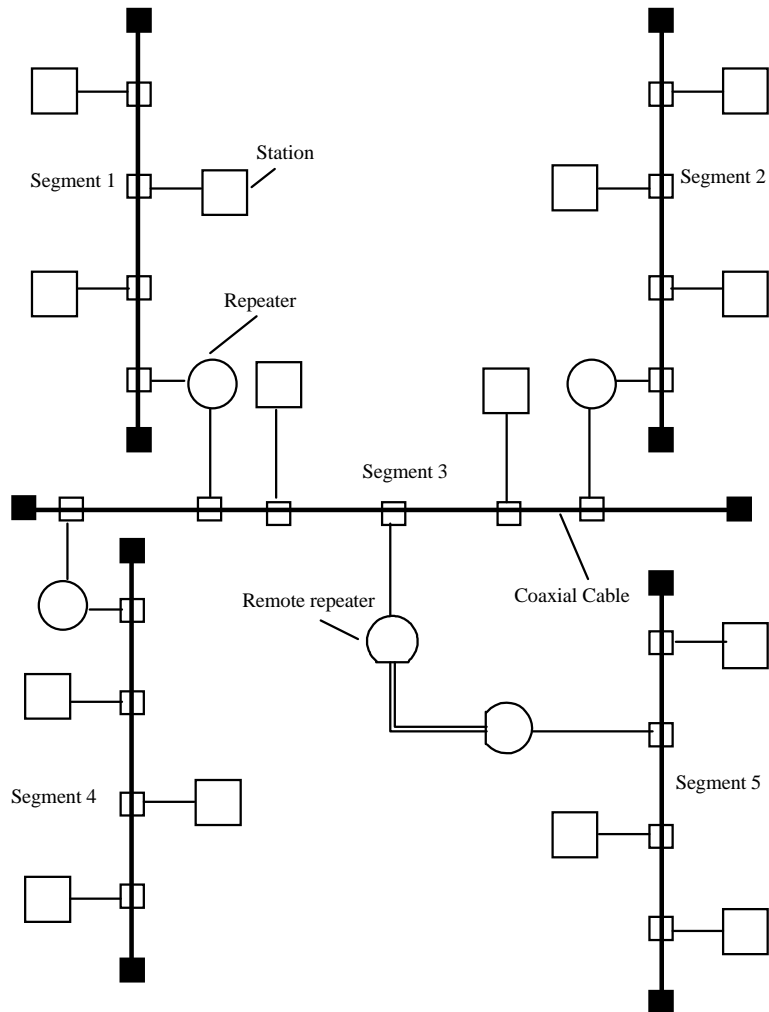 Station
Segment 1
Segment 2
Repeater
Segment 3
Remote repeater
Coaxial Cable
Segment 4
Segment 5